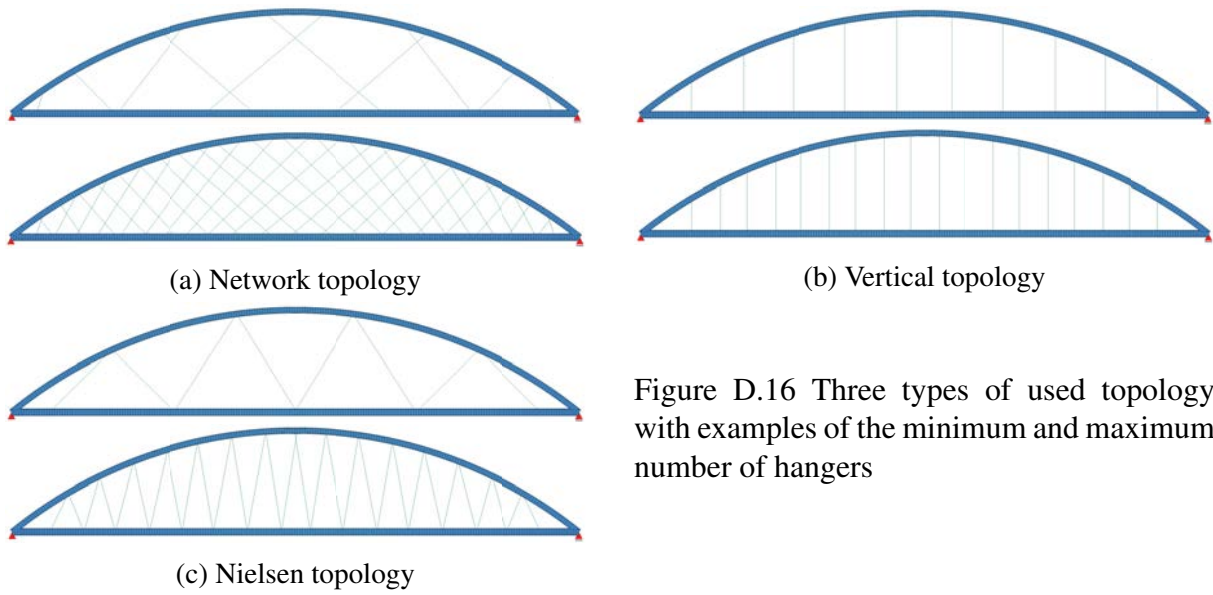 (a) Network topology
(b) Vertical topology
(c) Nielsen topology
Figure D.16 Three types of used topology
with examples of the minimum and maximum
number of hangers